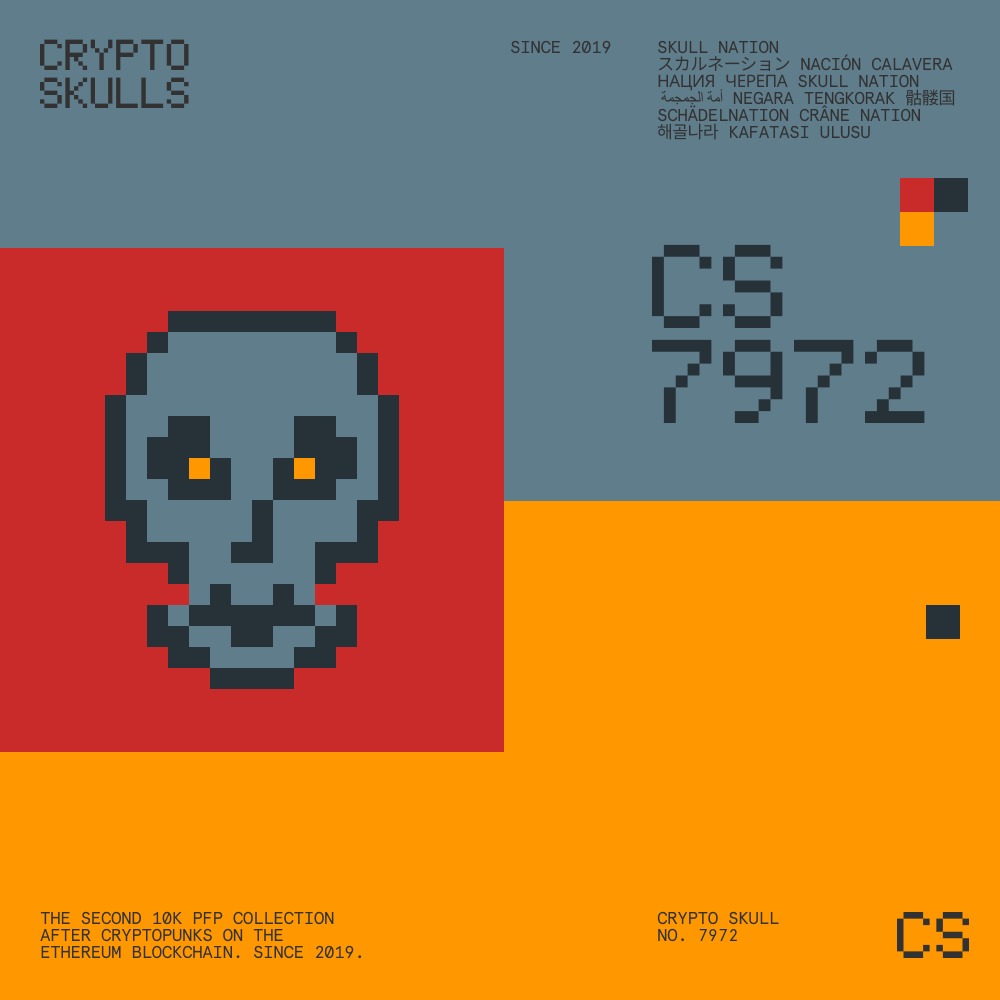 CRYPTO
SKULLS
SINCE 2019
SKULL NATION
スカルネーション NACIÓN CALAVERA
НАЦИЯ ЧЕРЕПА SKULL NATION
أمة الجمجمة NEGARA TENGKORAK 骷髅国
SCHÄDELNATION CRÂNE NATION
해골나라 KAFATASI ULUSU
CS
7972
THE SECOND 10K PFP COLLECTION
AFTER CRYPTOPUNKS ON THE
ETHEREUM BLOCKCHAIN. SINCE 2019.
CRYPTO SKULL
NO. 7972
CS